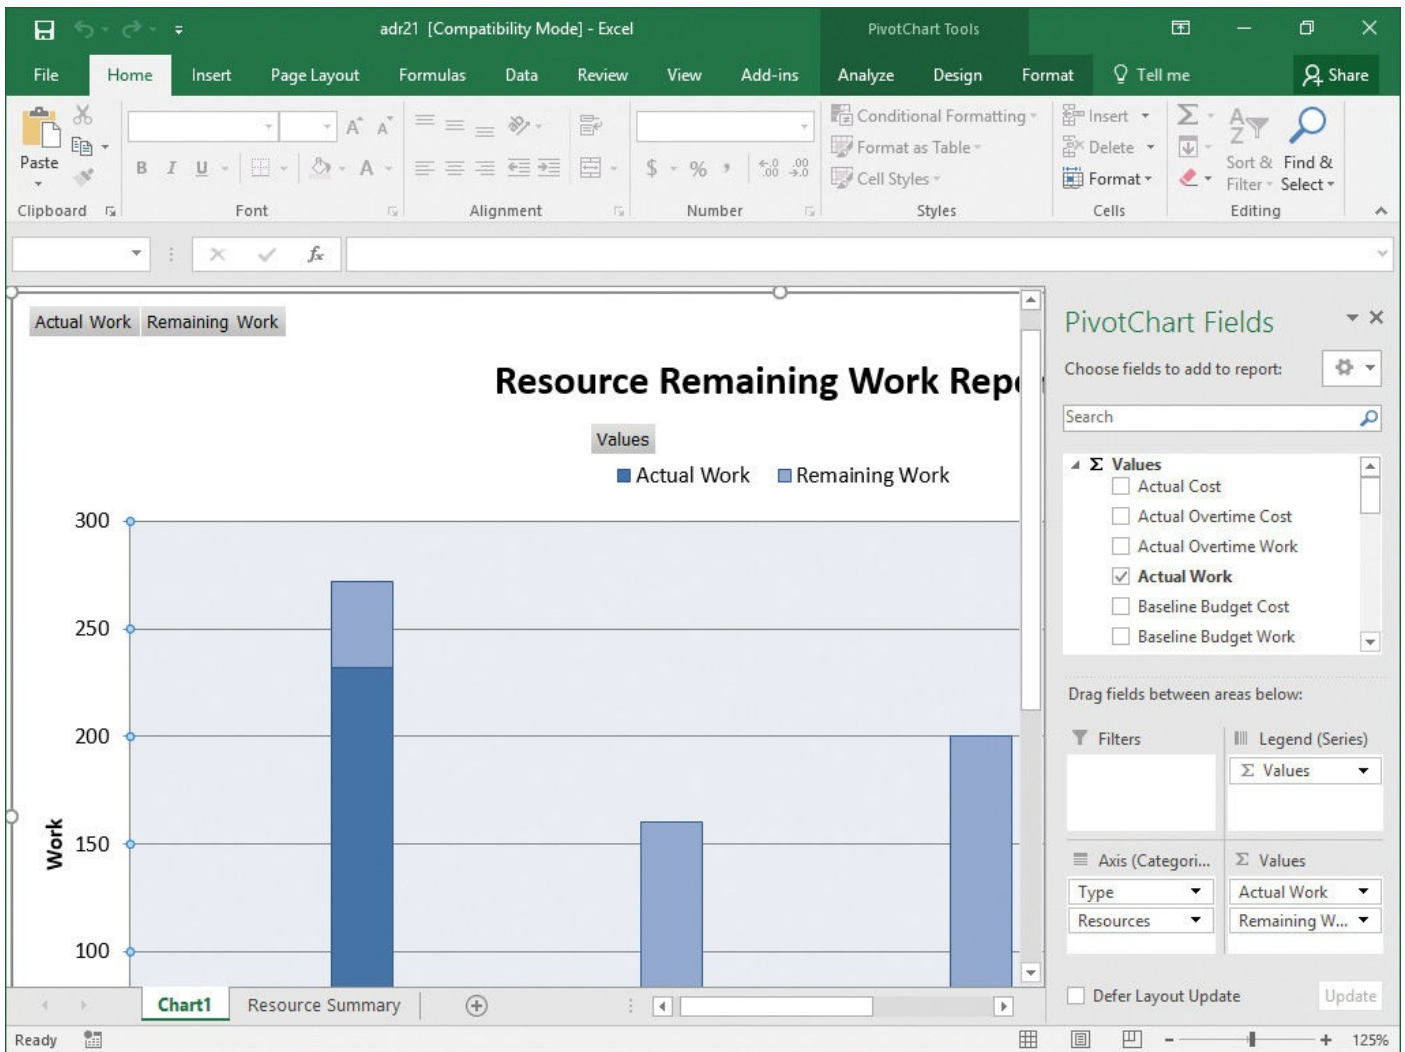 adr21 [Compatibility Mode] - Excel
PivotChart Tools
File Home Insert Page Layout Formulas Data Review View Add-ins Analyze Design Format Tell me Share
Paste
Clipboard
B I U A
Font
Alignment
$ % ,
Number
Conditional Formatting
Format as Table
Cell Styles
Styles
Insert
Delete
Format
Cells
Sort & Filter
Find & Select
Editing
fx
Actual Work Remaining Work
Resource Remaining Work Repo
Values
Actual Work Remaining Work
300
250
200
150
100
Work
PivotChart Fields
Choose fields to add to report:
Search
Σ Values
Actual Cost
Actual Overtime Cost
Actual Overtime Work
Actual Work
Baseline Budget Cost
Baseline Budget Work
Drag fields between areas below:
Filters
Legend (Series)
Σ Values
Axis (Categori...
Type
Resources
Σ Values
Actual Work
Remaining W...
Defer Layout Update
Update
Chart1 Resource Summary
Ready
125%